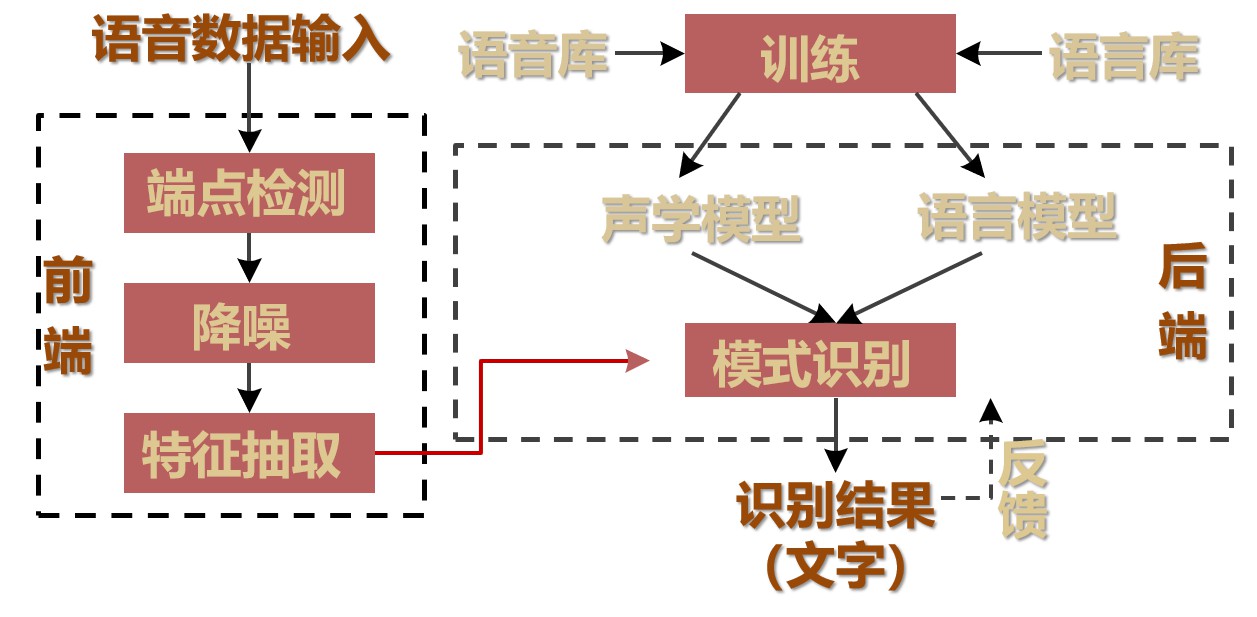 语音数据输入
前
端
端点检测
降噪
特征抽取
语音库
训练
语言库
声学模型
语言模型
后
端
模式识别
识别结果
（文字）
反
馈